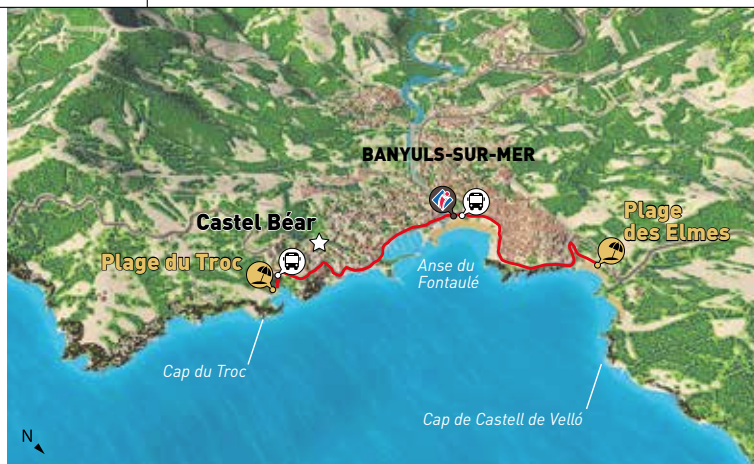 BANYULS-SUR-MER
Castel Béar
Plage
des Elmes
Plage du Troc
Anse du
Fontaulé
Cap du Troc
Cap de Castell de Velló
N